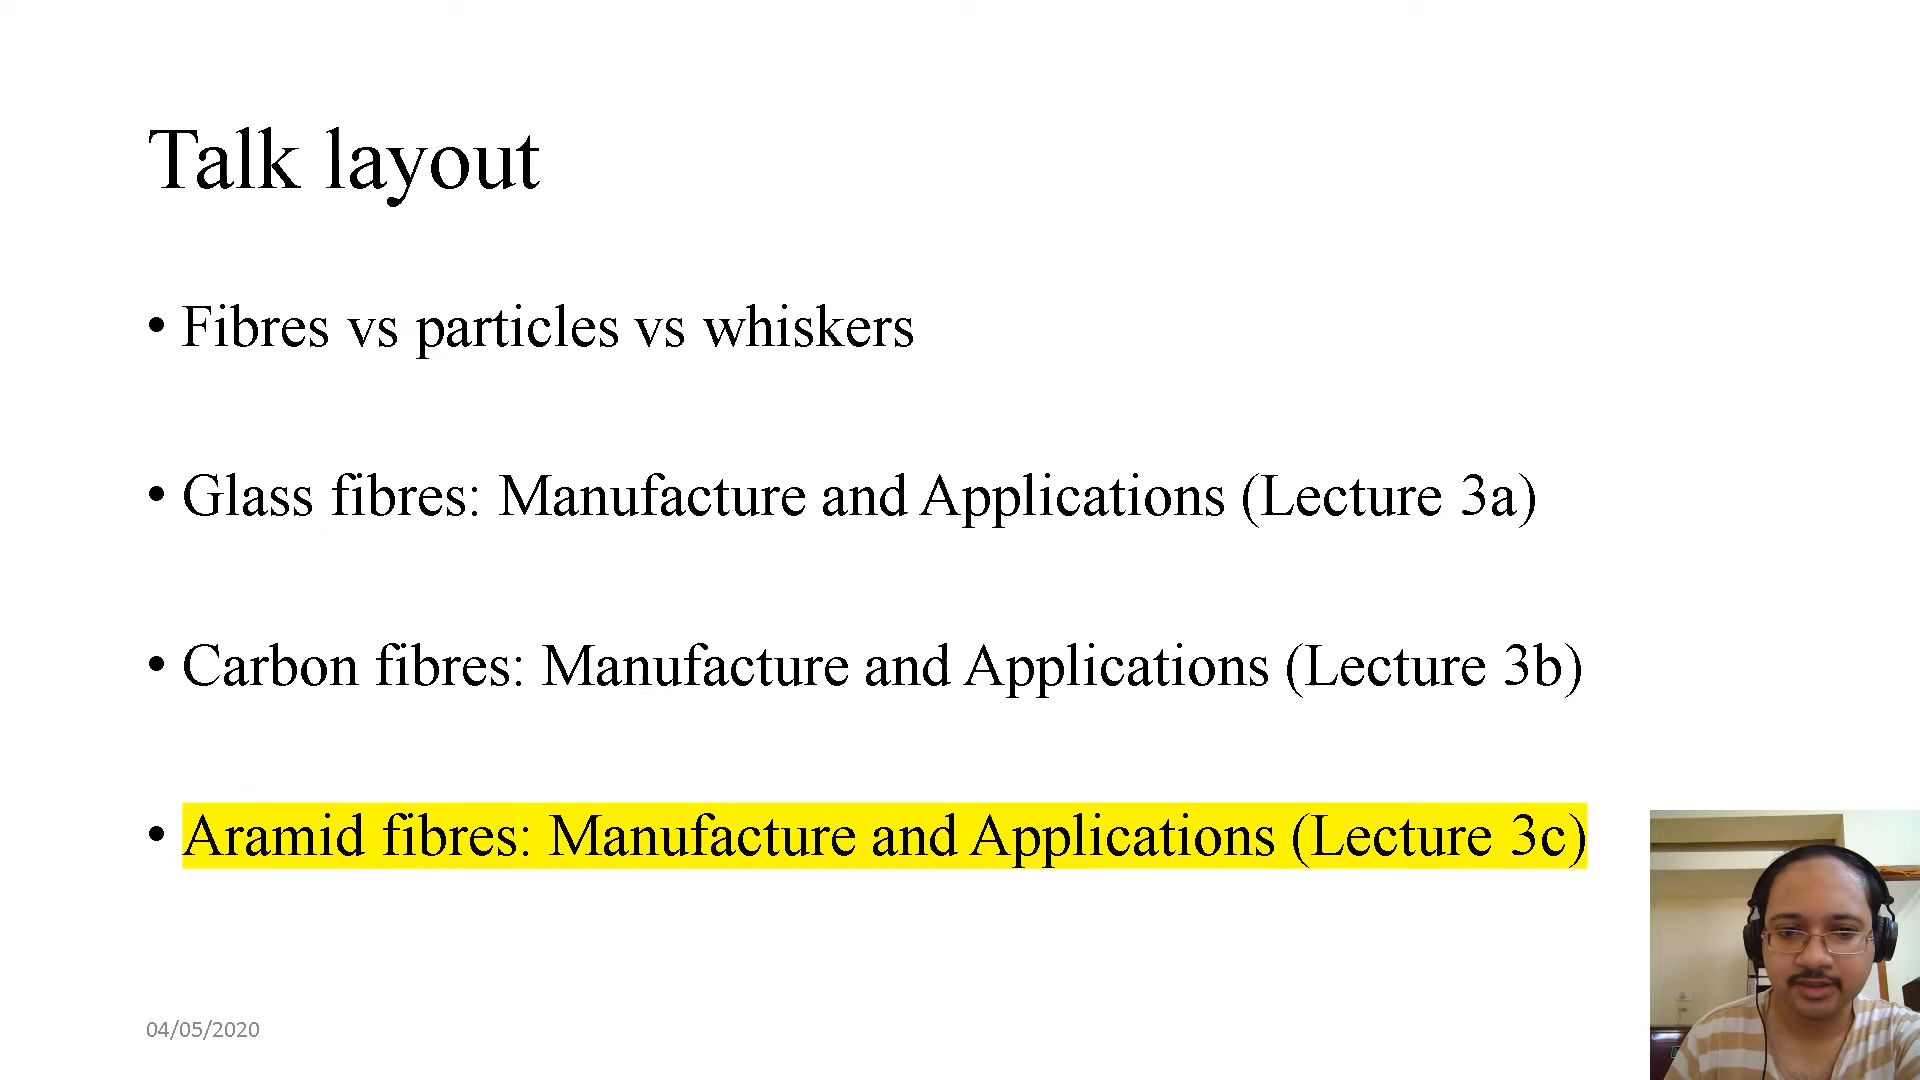 Talk layout
• Fibres vs particles vs whiskers
• Glass fibres: Manufacture and Applications (Lecture 3a)
• Carbon fibres: Manufacture and Applications (Lecture 3b)
• Aramid fibres: Manufacture and Applications (Lecture 3c)
04/05/2020